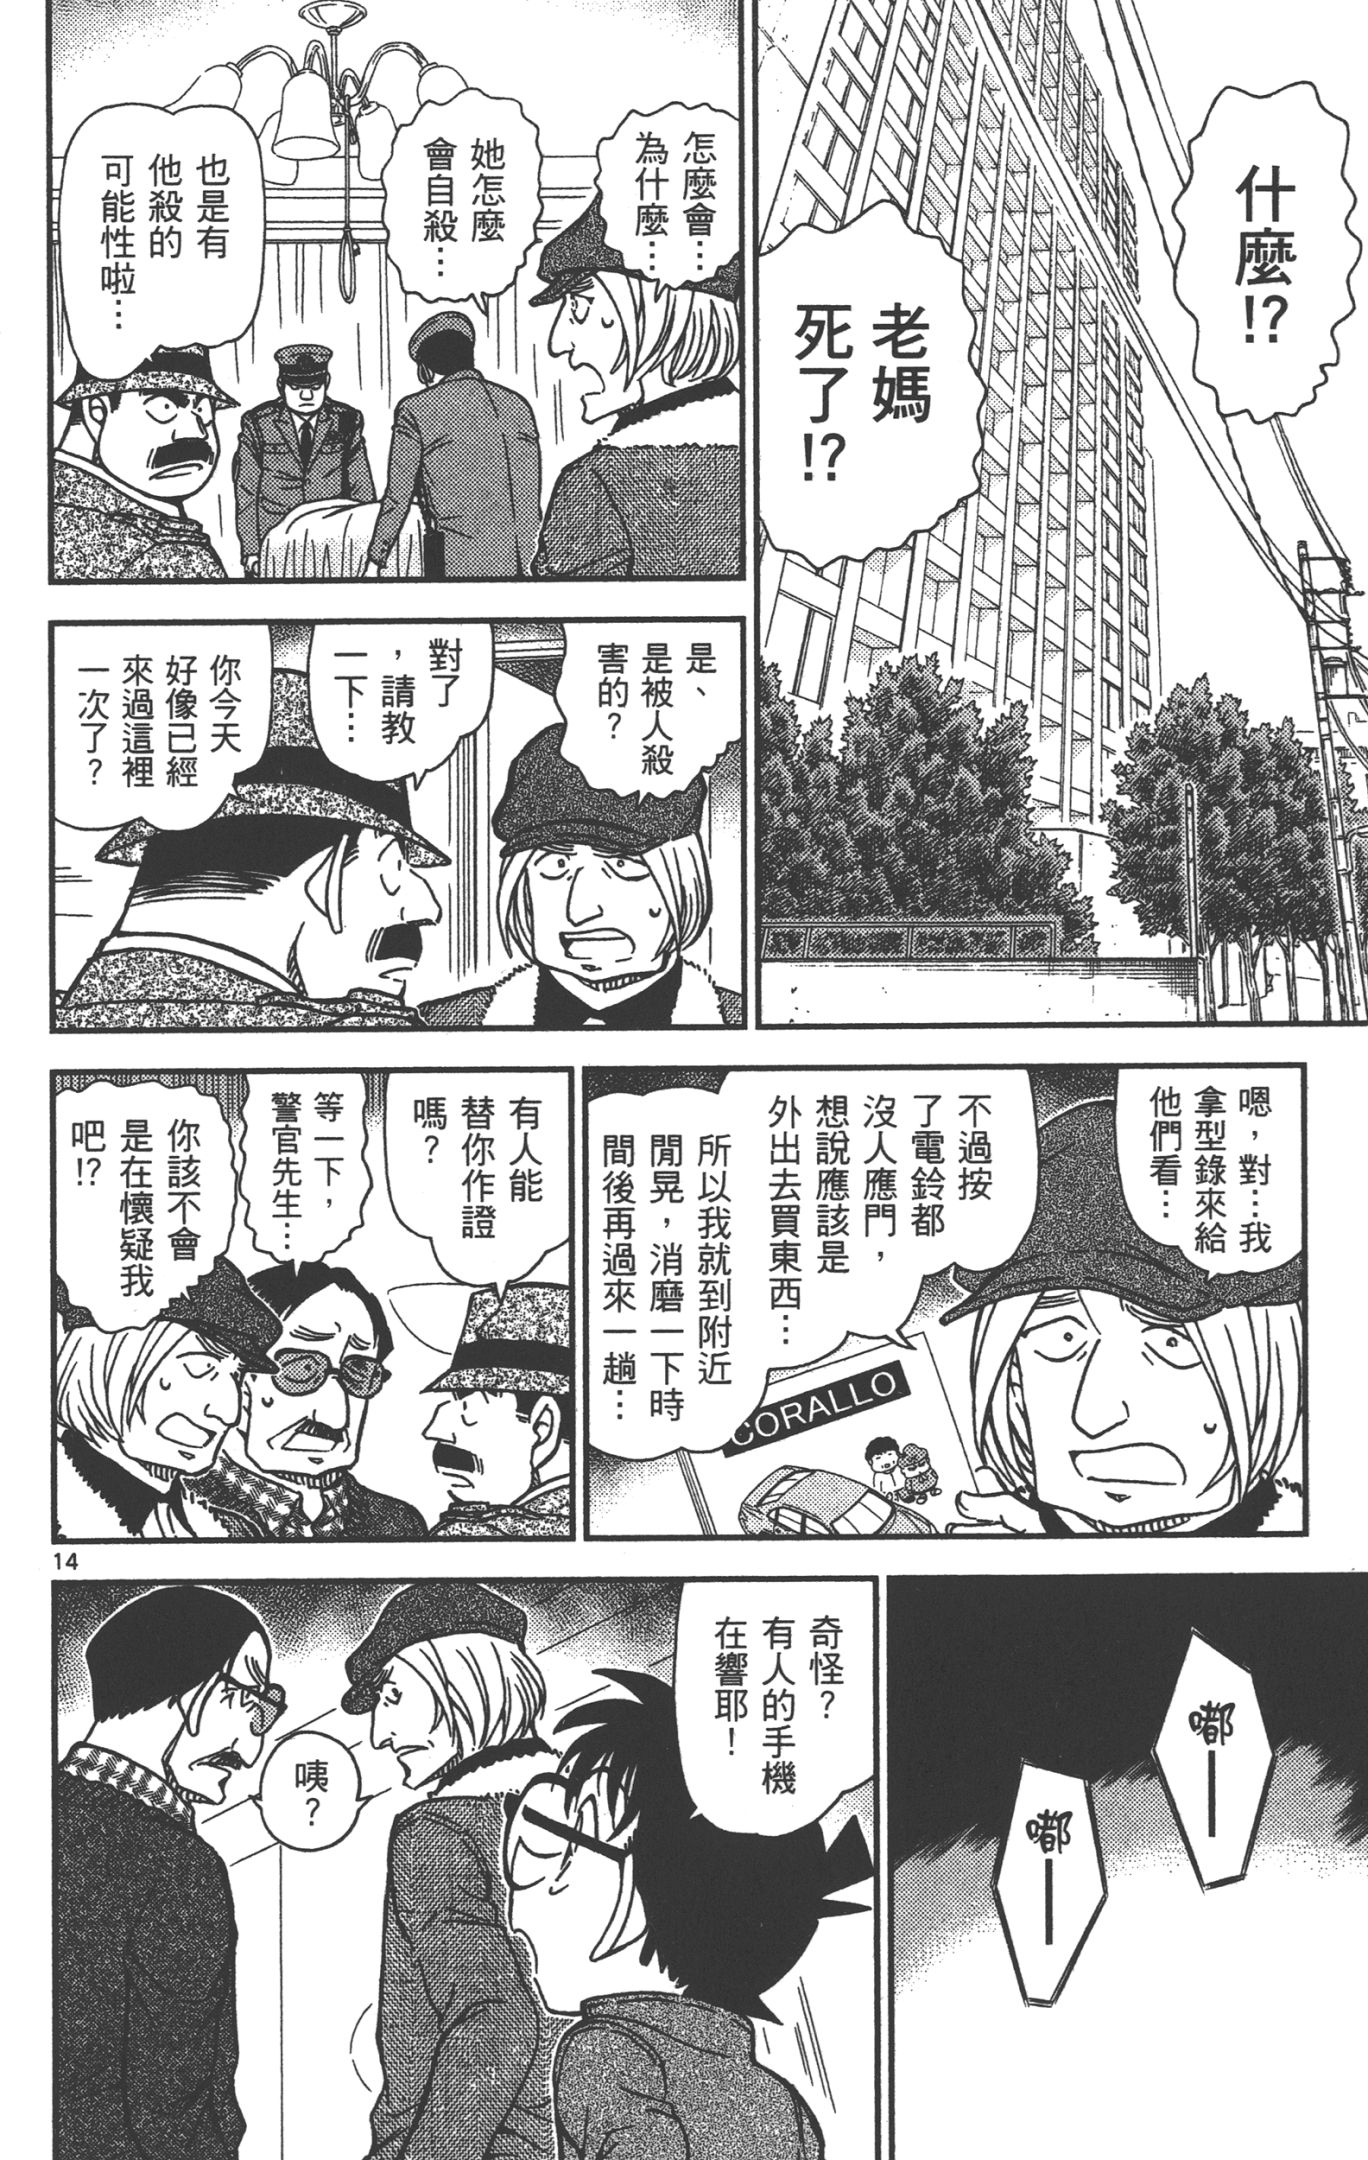 什麼!?
老媽
死了!?
怎麼會…
為什麼…
她怎麼
會自殺…
也是有
他殺的
可能性啦…
是、
是被人殺
害的？
對了
，請教
一下…
你今天
好像已經
來過這裡
一次了？
嗯，對…我
拿型錄來給
他們看…
不過按
了電鈴都
沒人應門，
想說應該是
外出去買東西…
所以我就到附近
閒晃，消磨一下時
間後再過來一趟…
CORALLO
有人能
替你作證
嗎？
等一下，
警官先生…
你該不會
是在懷疑我
吧!?
14
嘟—
嘟—
奇怪？
有人的手機
在響耶！
咦？